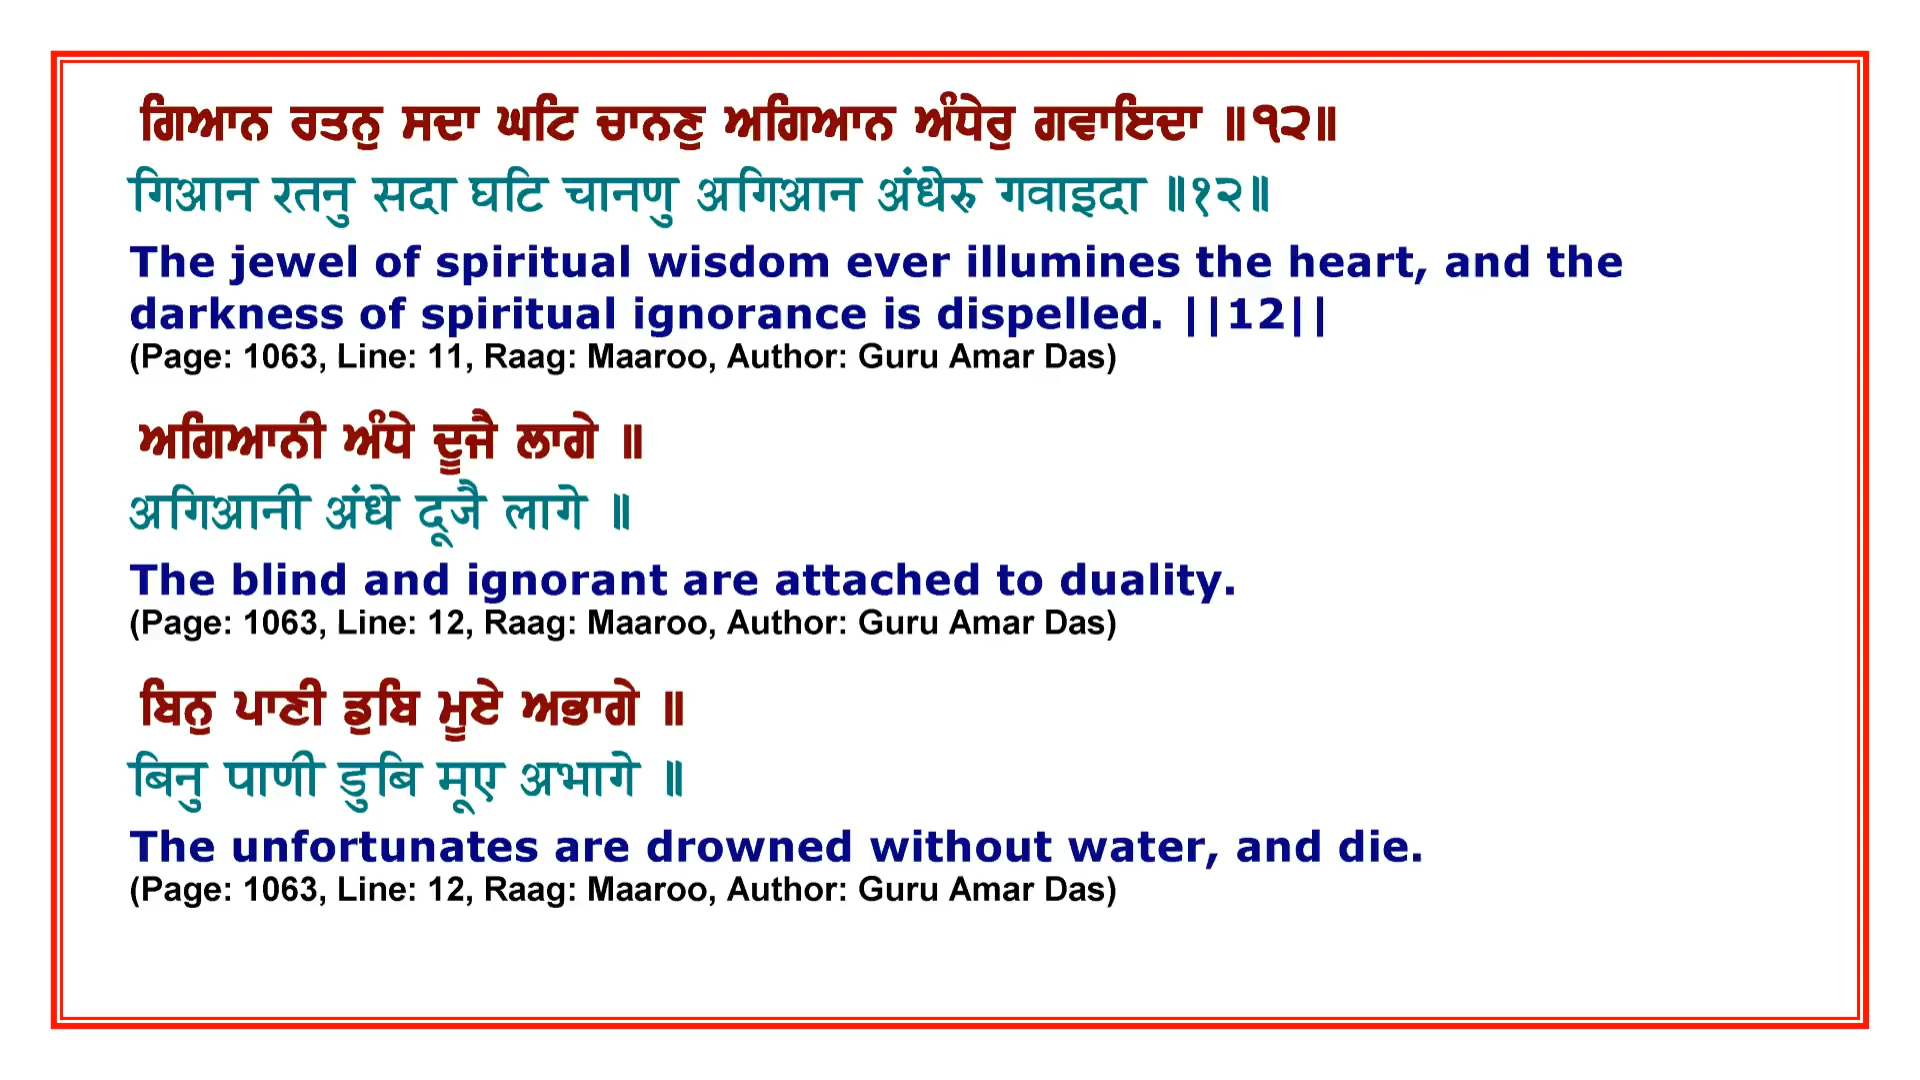 ਗਿਆਨ ਰਤਨੁ ਸਦਾ ਘਟਿ ਚਾਨਣੁ ਅਗਿਆਨ ਅੰਧੇਰੁ ਗਵਾਇਦਾ ॥੧੨॥
गिआन रतनु सदा घटि चानणु अगिआन अंधेरु गवाइदा ॥१२॥
The jewel of spiritual wisdom ever illumines the heart, and the
darkness of spiritual ignorance is dispelled. ||12||
(Page: 1063, Line: 11, Raag: Maaroo, Author: Guru Amar Das)
ਅਗਿਆਨੀ ਅੰਧੇ ਦੂਜੈ ਲਾਗੇ ॥
अगिआनी अंधे दूजै लागे ॥
The blind and ignorant are attached to duality.
(Page: 1063, Line: 12, Raag: Maaroo, Author: Guru Amar Das)
ਬਿਨੁ ਪਾਣੀ ਡੁਬਿ ਮੂਏ ਅਭਾਗੇ ॥
बिनु पाणी डुबि मूए अभागे ॥
The unfortunates are drowned without water, and die.
(Page: 1063, Line: 12, Raag: Maaroo, Author: Guru Amar Das)